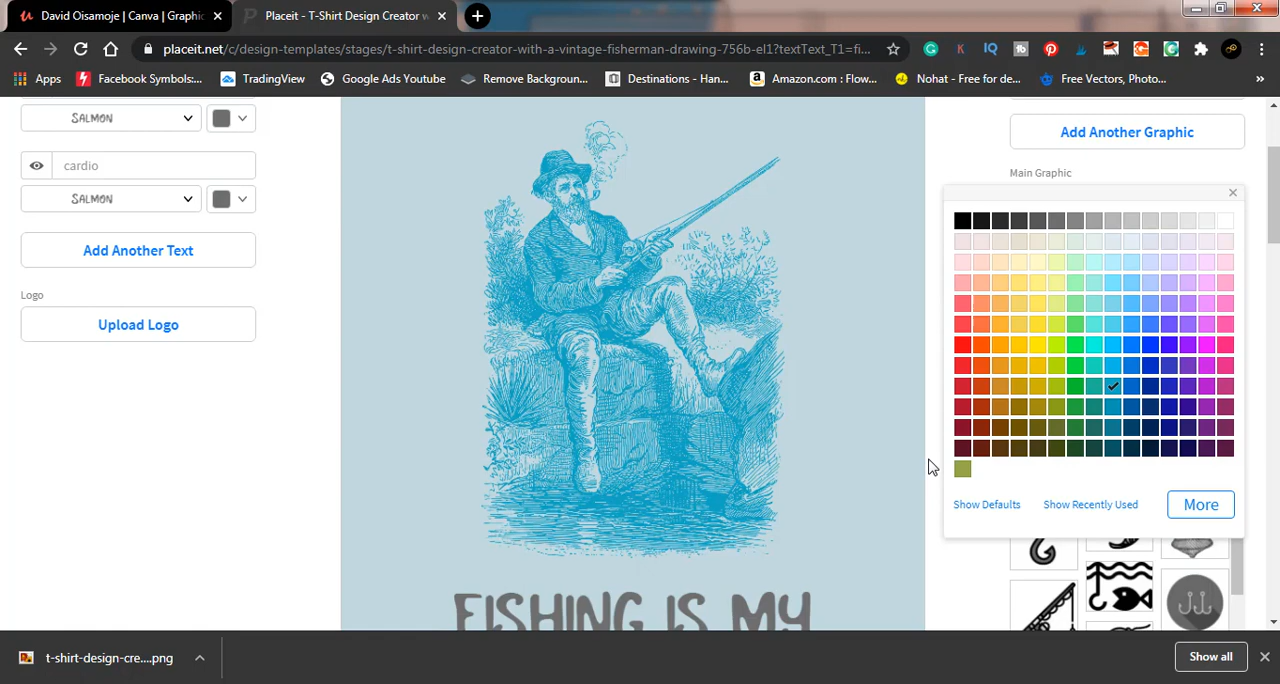 David Oisamoje | Canva | Graphic
Placeit - T-Shirt Design Creator w
placeit.net/c/design-templates/stages/t-shirt-design-creator-with-a-vintage-fisherman-drawing-756b-el1?textText_T1=fi...
Apps
Facebook Symbols:...
TradingView
Google Ads Youtube
Remove Backgroun...
Destinations - Han...
Amazon.com : Flow...
Nohat - Free for de...
Free Vectors, Photo...
»
SALMON
cardio
SALMON
Add Another Text
Logo
Upload Logo
FISHING IS MY
Add Another Graphic
Main Graphic
Show Defaults
Show Recently Used
More
t-shirt-design-cre....png
Show all